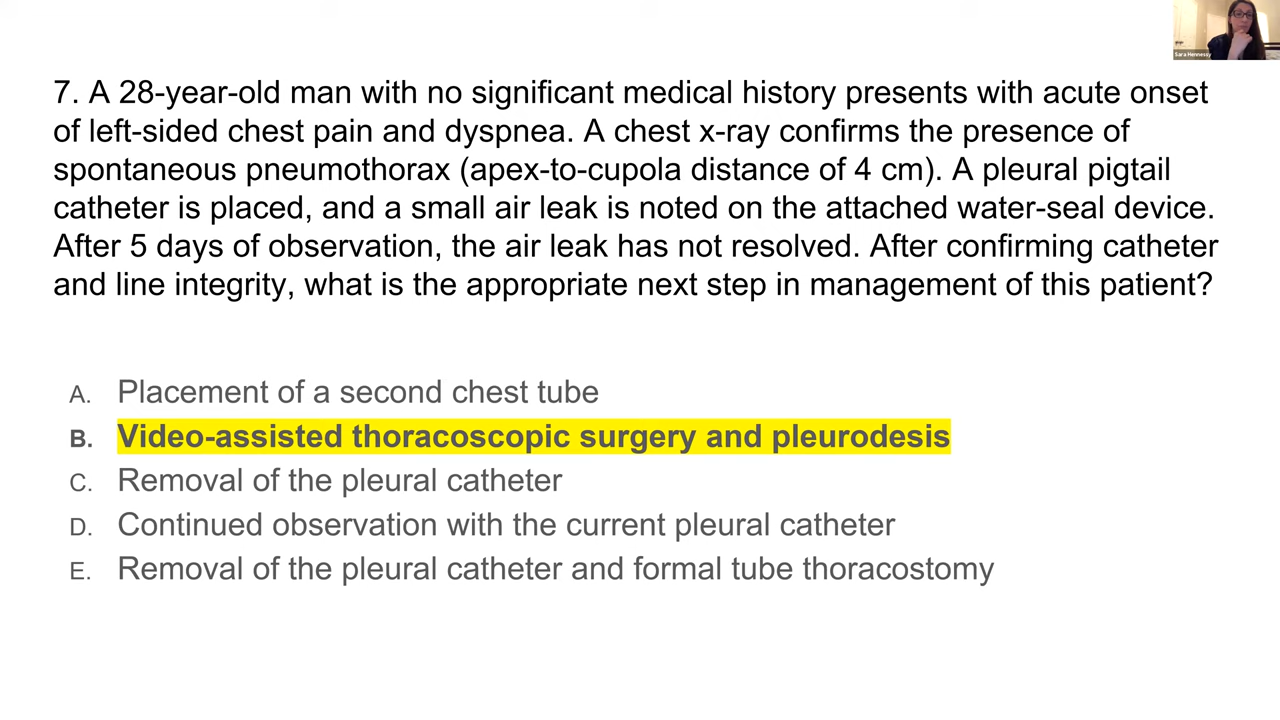 Sara Hennessy
7. A 28-year-old man with no significant medical history presents with acute onset
of left-sided chest pain and dyspnea. A chest x-ray confirms the presence of
spontaneous pneumothorax (apex-to-cupola distance of 4 cm). A pleural pigtail
catheter is placed, and a small air leak is noted on the attached water-seal device.
After 5 days of observation, the air leak has not resolved. After confirming catheter
and line integrity, what is the appropriate next step in management of this patient?
A. Placement of a second chest tube
B. Video-assisted thoracoscopic surgery and pleurodesis
C. Removal of the pleural catheter
D. Continued observation with the current pleural catheter
E. Removal of the pleural catheter and formal tube thoracostomy